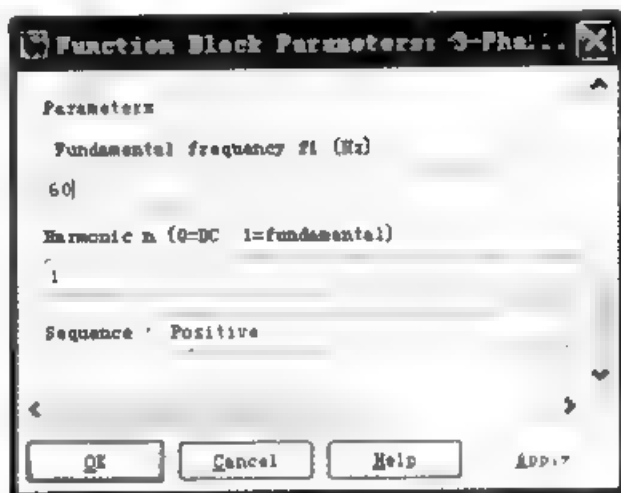 Function Block Parameters: 3-Pha...
Parameters
Fundamental frequency f1 (Hz)
60
Harmonic n (0=DC 1=fundamental)
1
Sequence : Positive
OK Cancel Help Apply